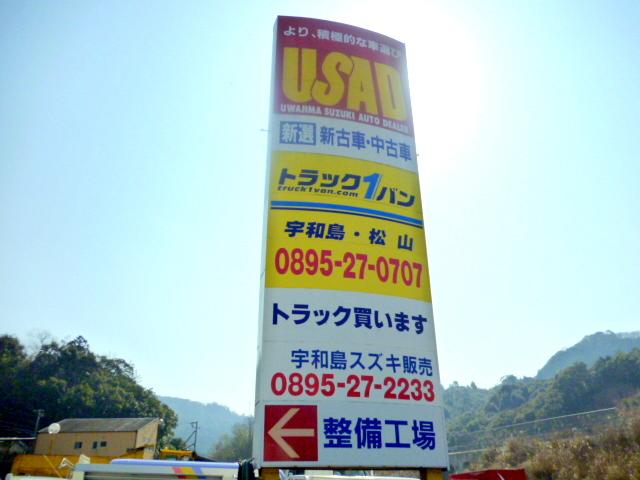 より、積極的な車選び
USAD
UWAJIMA SUZUKI AUTO DEALER
新選 新古車・中古車
トラック1バン
truck1van.com
宇和島・松山
0895-27-0707
トラック買います
宇和島スズキ販売
0895-27-2233
整備工場